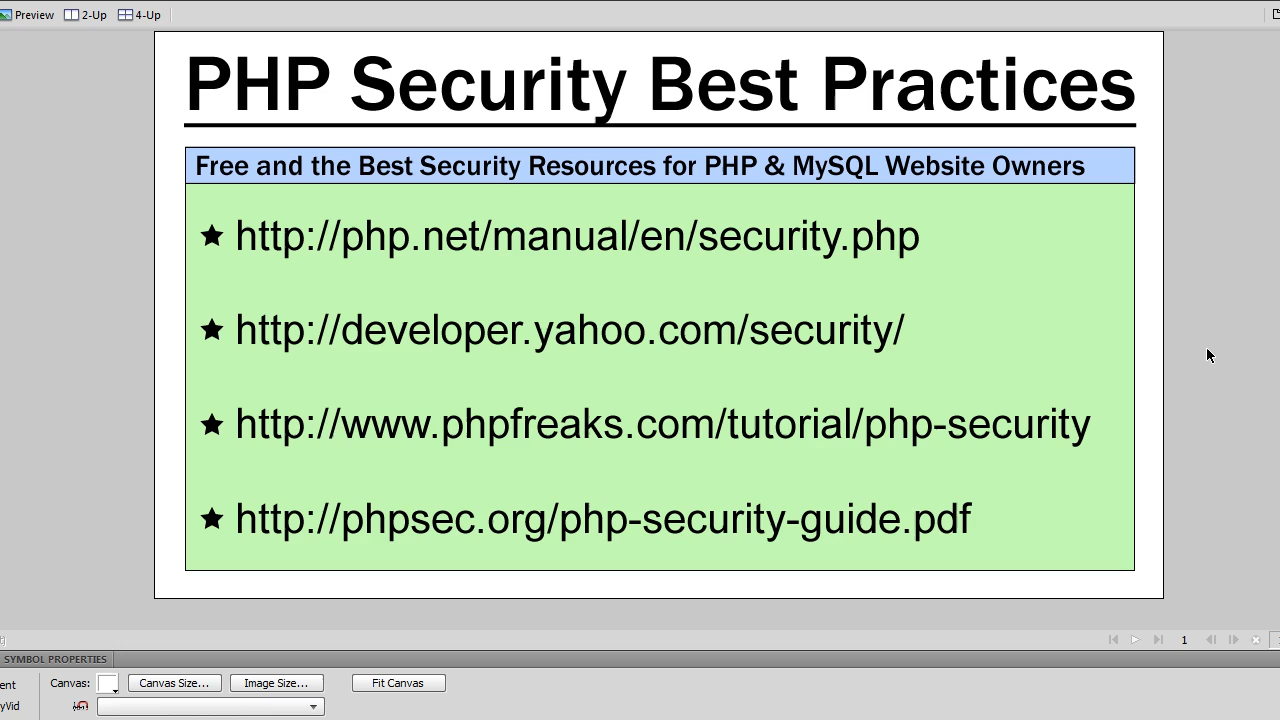 Preview 2-Up 4-Up
PHP Security Best Practices
Free and the Best Security Resources for PHP & MySQL Website Owners
★ http://php.net/manual/en/security.php
★ http://developer.yahoo.com/security/
★ http://www.phpfreaks.com/tutorial/php-security
★ http://phpsec.org/php-security-guide.pdf
1
SYMBOL PROPERTIES
ent Canvas: Canvas Size... Image Size... Fit Canvas
yVid